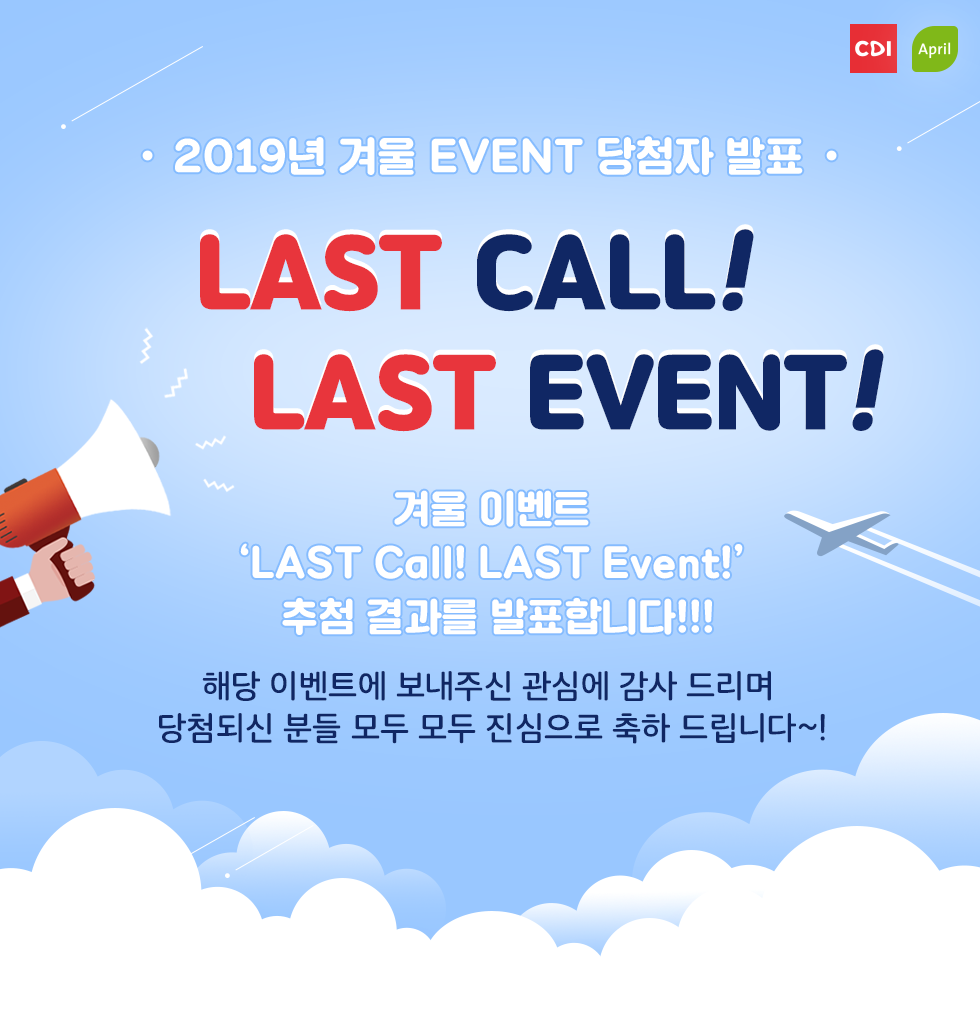 CDI April
• 2019년 겨울 EVENT 당첨자 발표 •
LAST CALL!
LAST EVENT!
겨울 이벤트
‘LAST Call! LAST Event!’
추첨 결과를 발표합니다!!!
해당 이벤트에 보내주신 관심에 감사 드리며
당첨되신 분들 모두 모두 진심으로 축하 드립니다~!